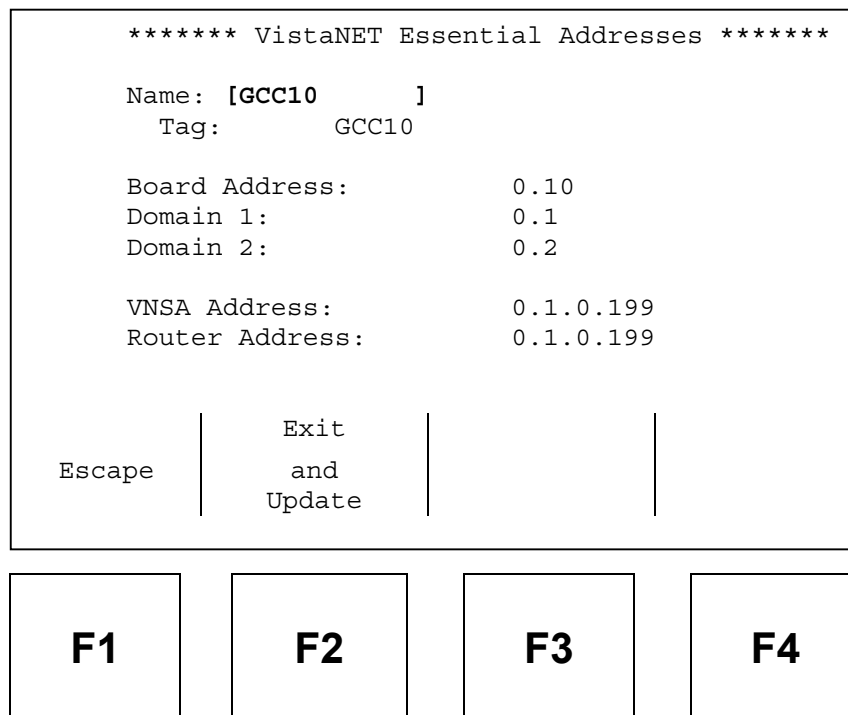 ******* VistaNET Essential Addresses *******
Name: [GCC10 ]
Tag: GCC10
Board Address: 0.10
Domain 1: 0.1
Domain 2: 0.2
VNSA Address: 0.1.0.199
Router Address: 0.1.0.199
Exit
Escape and
Update
F1 F2 F3 F4